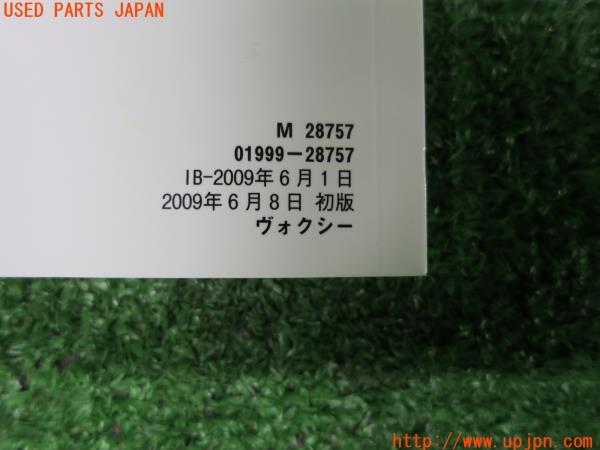 USED PARTS JAPAN
M 28757
01999-28757
IB-2009年6月1日
2009年6月8日 初版
ヴォクシー
http://www.upjpn.com